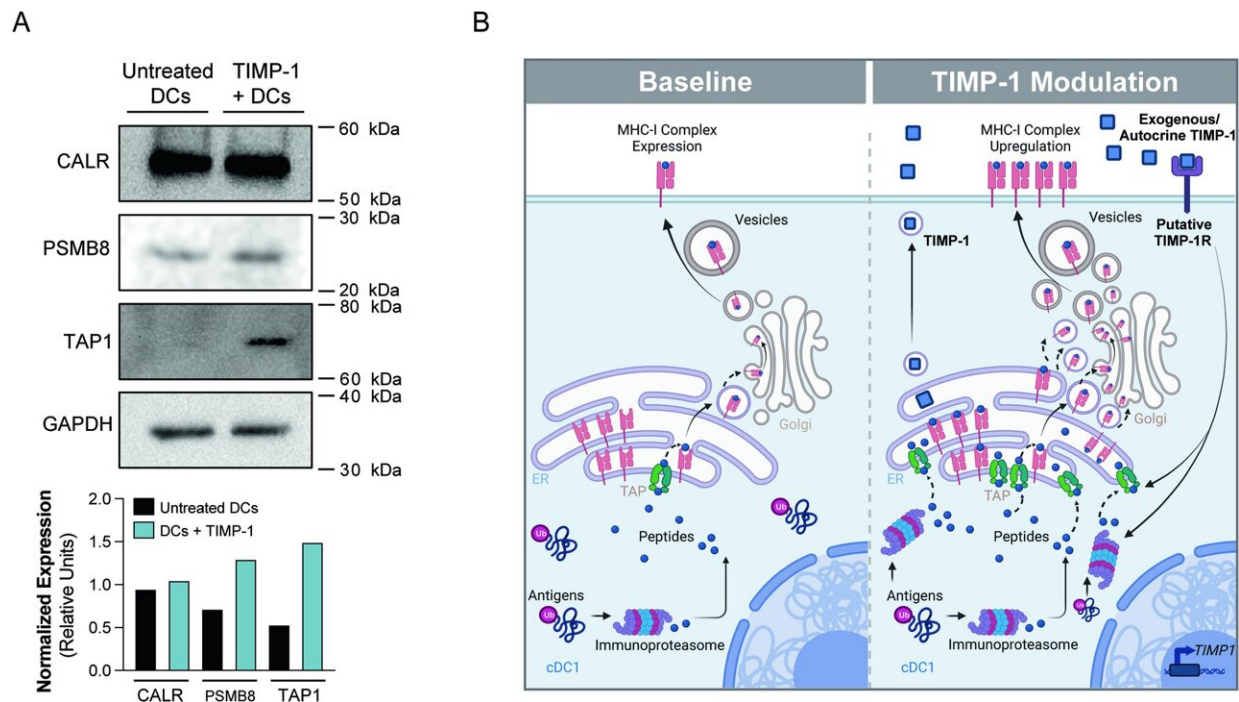 A
Untreated DCs
TIMP-1 + DCs
CALR
60 kDa
50 kDa
PSMB8
30 kDa
20 kDa
TAP1
80 kDa
60 kDa
GAPDH
40 kDa
30 kDa
Normalized Expression
(Relative Units)
2.0
1.5
1.0
0.5
0.0
Untreated DCs
DCs + TIMP-1
CALR
PSMB8
TAP1
B
Baseline
MHC-I Complex
Expression
Vesicles
Golgi
ER
TAP
Ub
Ub
Peptides
Antigens
Ub
Immunoproteasome
cDC1
TIMP-1 Modulation
MHC-I Complex
Upregulation
Exogenous/
Autocrine TIMP-1
Vesicles
Putative
TIMP-1R
TIMP-1
Golgi
ER
TAP
Peptides
Antigens
Ub
Ub
Immunoproteasome
cDC1
TIMP1